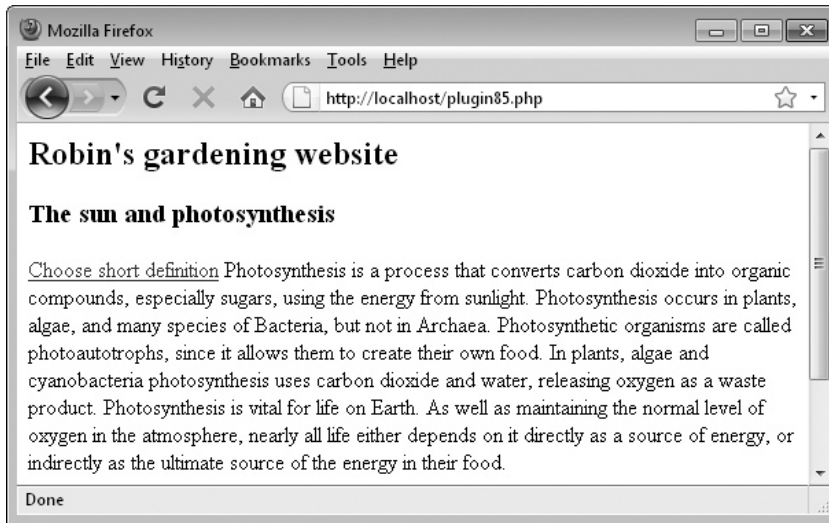 Mozilla Firefox
File Edit View History Bookmarks Tools Help
http://localhost/plugin85.php
Robin's gardening website
The sun and photosynthesis
Choose short definition Photosynthesis is a process that converts carbon dioxide into organic
compounds, especially sugars, using the energy from sunlight. Photosynthesis occurs in plants,
algae, and many species of Bacteria, but not in Archaea. Photosynthetic organisms are called
photoautotrophs, since it allows them to create their own food. In plants, algae and
cyanobacteria photosynthesis uses carbon dioxide and water, releasing oxygen as a waste
product. Photosynthesis is vital for life on Earth. As well as maintaining the normal level of
oxygen in the atmosphere, nearly all life either depends on it directly as a source of energy, or
indirectly as the ultimate source of the energy in their food.
Done